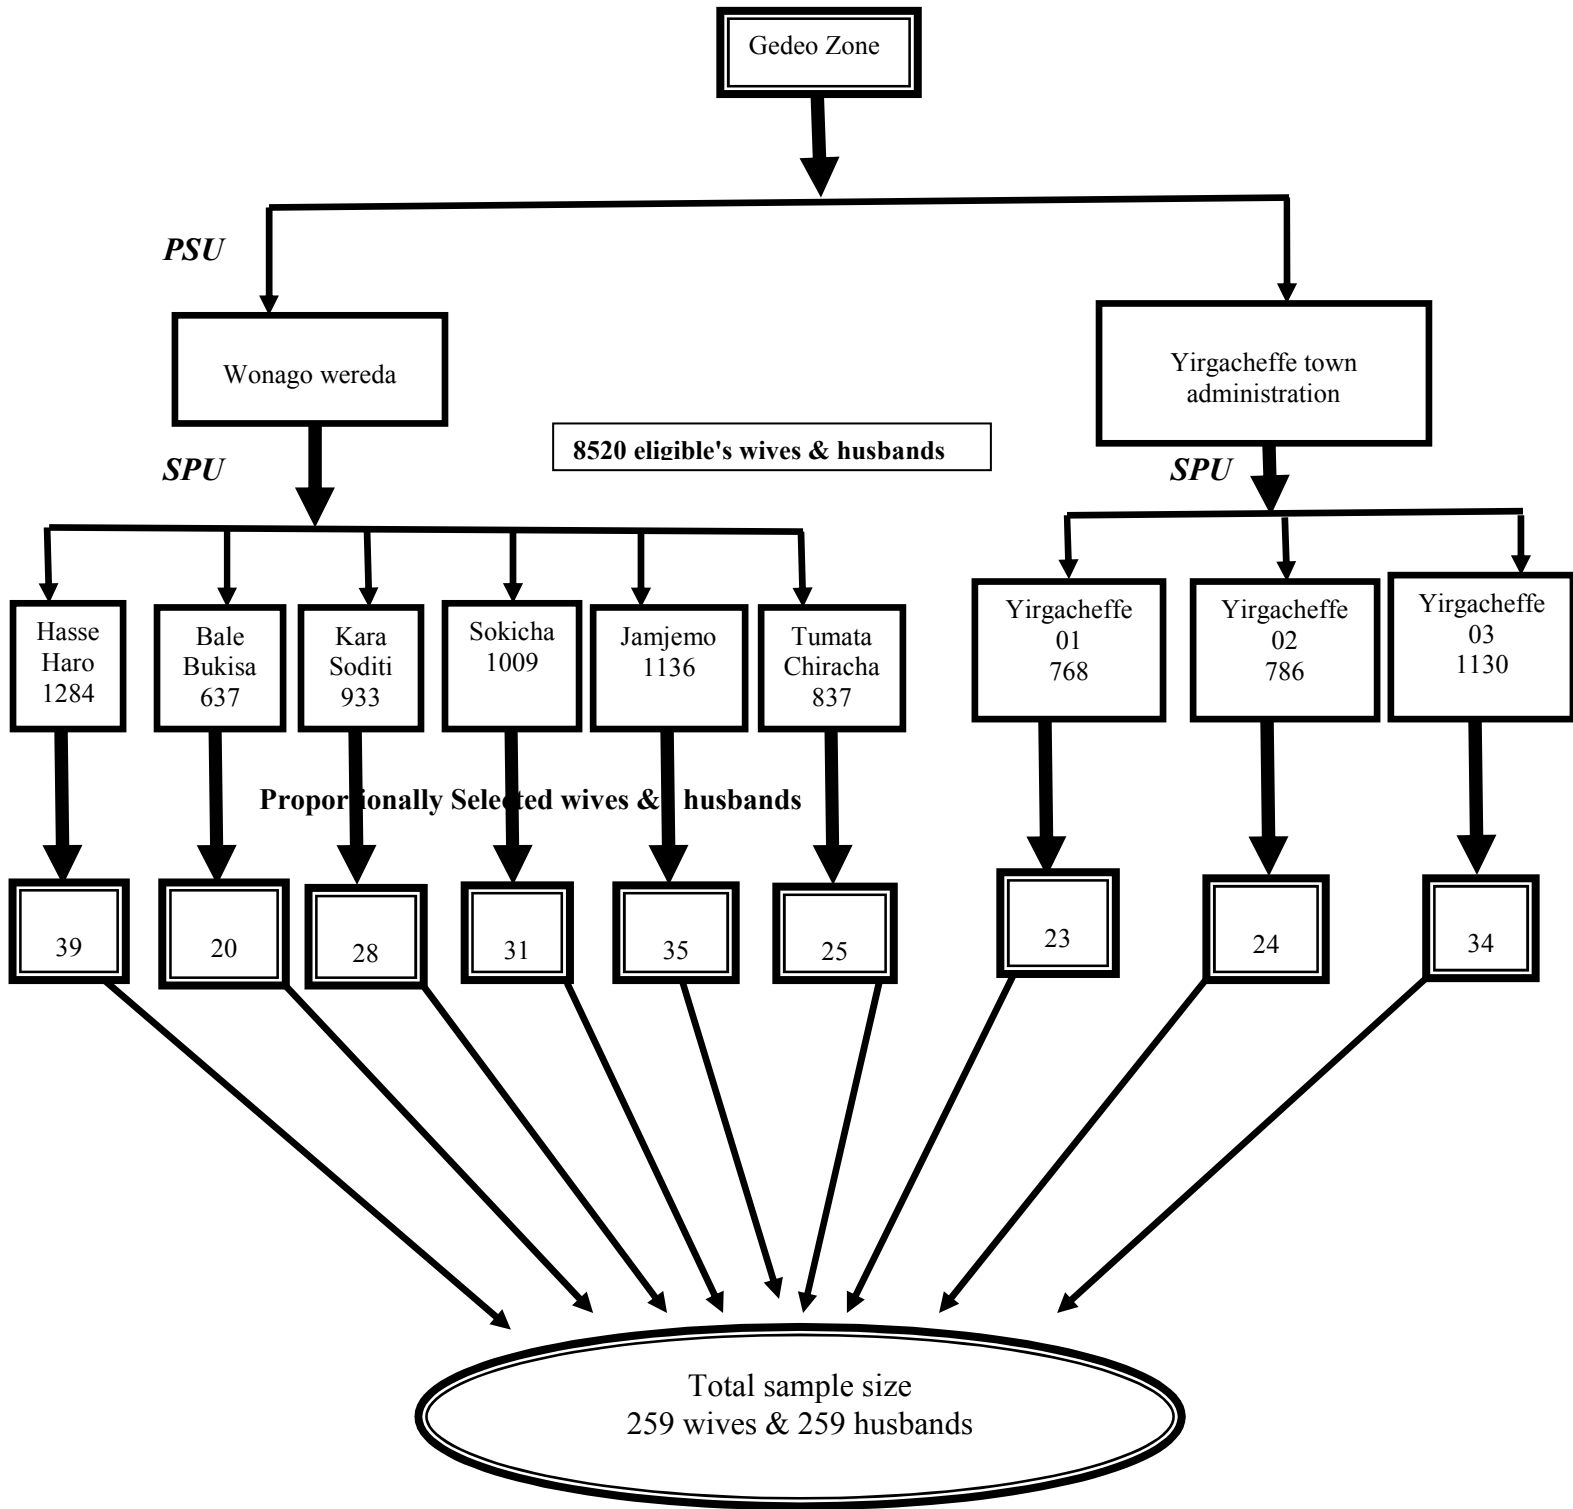 Gedeo Zone
PSU
Wonago wereda
Yirgacheffe town
administration
8520 eligible's wives & husbands
SPU
SPU
Hasse
Haro
1284
Bale
Bukisa
637
Kara
Soditi
933
Sokicha
1009
Jamjemo
1136
Tumata
Chiracha
837
Yirgacheffe
01
768
Yirgacheffe
02
786
Yirgacheffe
03
1130
Proportionally Selected wives & husbands
39
20
28
31
35
25
23
24
34
Total sample size
259 wives & 259 husbands